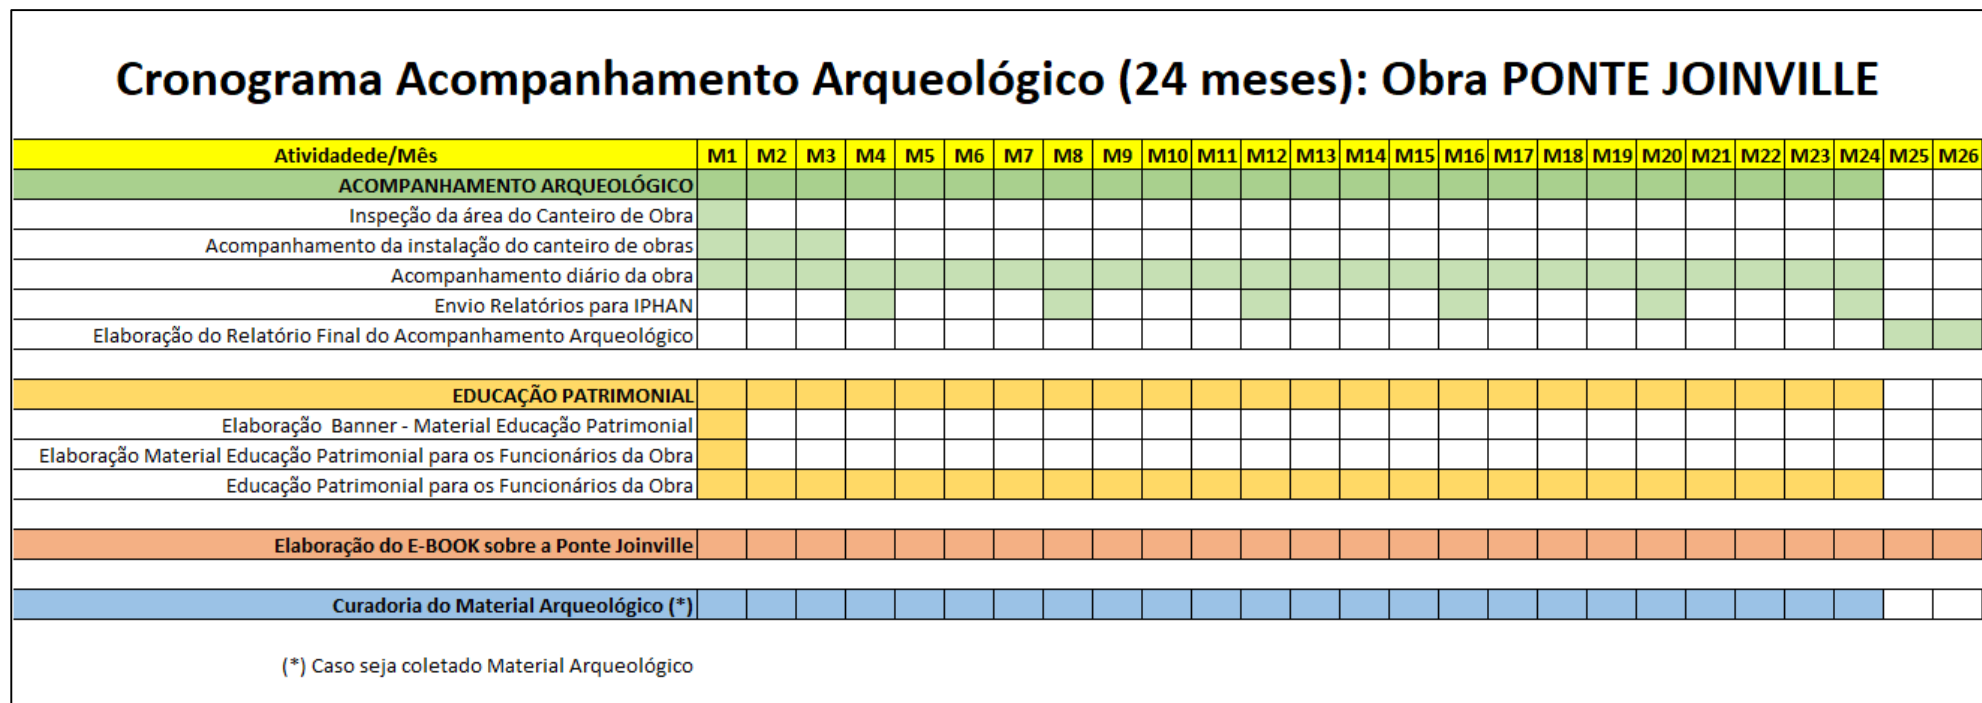 Cronograma Acompanhamento Arqueológico (24 meses): Obra PONTE JOINVILLE
Atividadede/Mês M1 M2 M3 M4 M5 M6 M7 M8 M9 M10 M11 M12 M13 M14 M15 M16 M17 M18 M19 M20 M21 M22 M23 M24 M25 M26
ACOMPANHAMENTO ARQUEOLÓGICO
Inspeção da área do Canteiro de Obra
Acompanhamento da instalação do canteiro de obras
Acompanhamento diário da obra
Envio Relatórios para IPHAN
Elaboração do Relatório Final do Acompanhamento Arqueológico
EDUCAÇÃO PATRIMONIAL
Elaboração  Banner - Material Educação Patrimonial
Elaboração Material Educação Patrimonial para os Funcionários da Obra
Educação Patrimonial para os Funcionários da Obra
Elaboração do E-BOOK sobre a Ponte Joinville
Curadoria do Material Arqueológico (*)
(*) Caso seja coletado Material Arqueológico